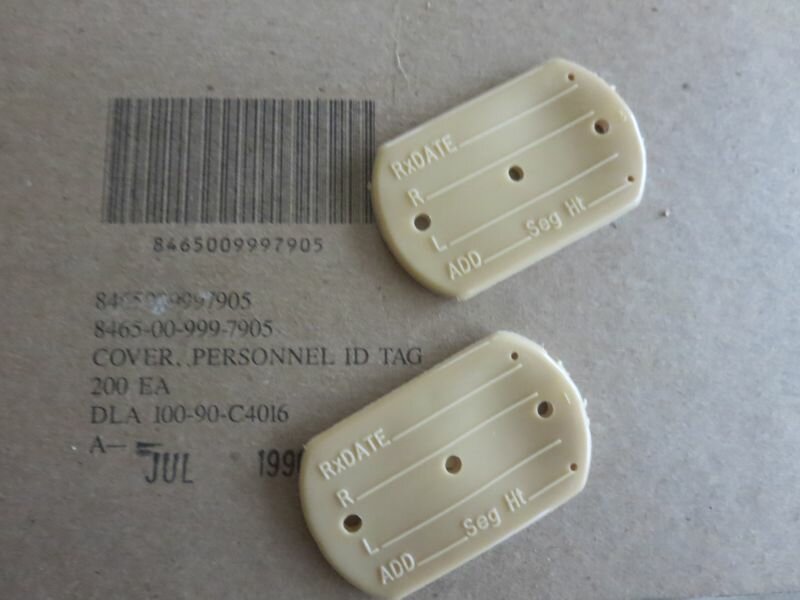 8465009997905
8465009997905
8465-00-999-7905
COVER, PERSONNEL ID TAG
200 EA
DLA 100-90-C4016
A—
JUL 1990
RxDATE
R
L
ADD Seg Ht
RxDATE
R
L
ADD Seg Ht